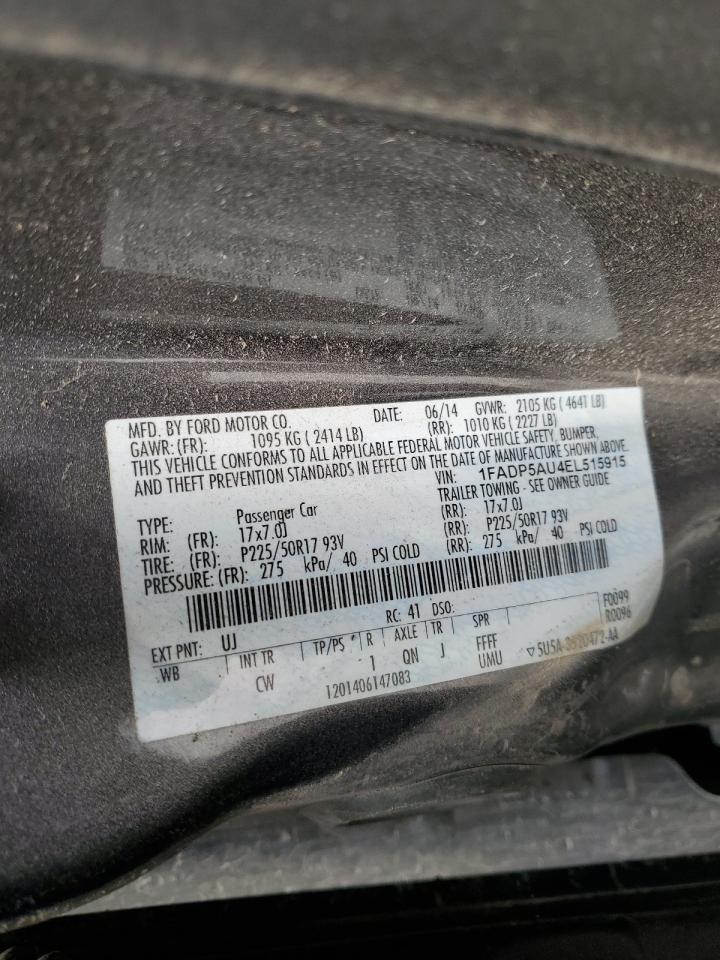 MFD. BY FORD MOTOR CO. DATE: 06/14 GVWR: 2105 KG ( 4641 LB)
GAWR: (FR): 1095 KG ( 2414 LB) (RR): 1010 KG ( 2227 LB)
THIS VEHICLE CONFORMS TO ALL APPLICABLE FEDERAL MOTOR VEHICLE SAFETY, BUMPER,
AND THEFT PREVENTION STANDARDS IN EFFECT ON THE DATE OF MANUFACTURE SHOWN ABOVE.
VIN: 1FADP5AU4EL515915
TYPE: Passenger Car TRAILER TOWING - SEE OWNER GUIDE
RIM: (FR): 17x7.0J (RR): 17x7.0J
TIRE: (FR): P225/50R17 93V (RR): P225/50R17 93V
PRESSURE: (FR): 275 kPa/ 40 PSI COLD (RR): 275 kPa/ 40 PSI COLD
F0099
R0096
EXT PNT: UJ RC: 41 DSO:
WB INT TR TP/PS * R AXLE TR SPR
CW 1 QN J FFFF
UMU
1201406147083 ▽ 5U5A-3520472-AA